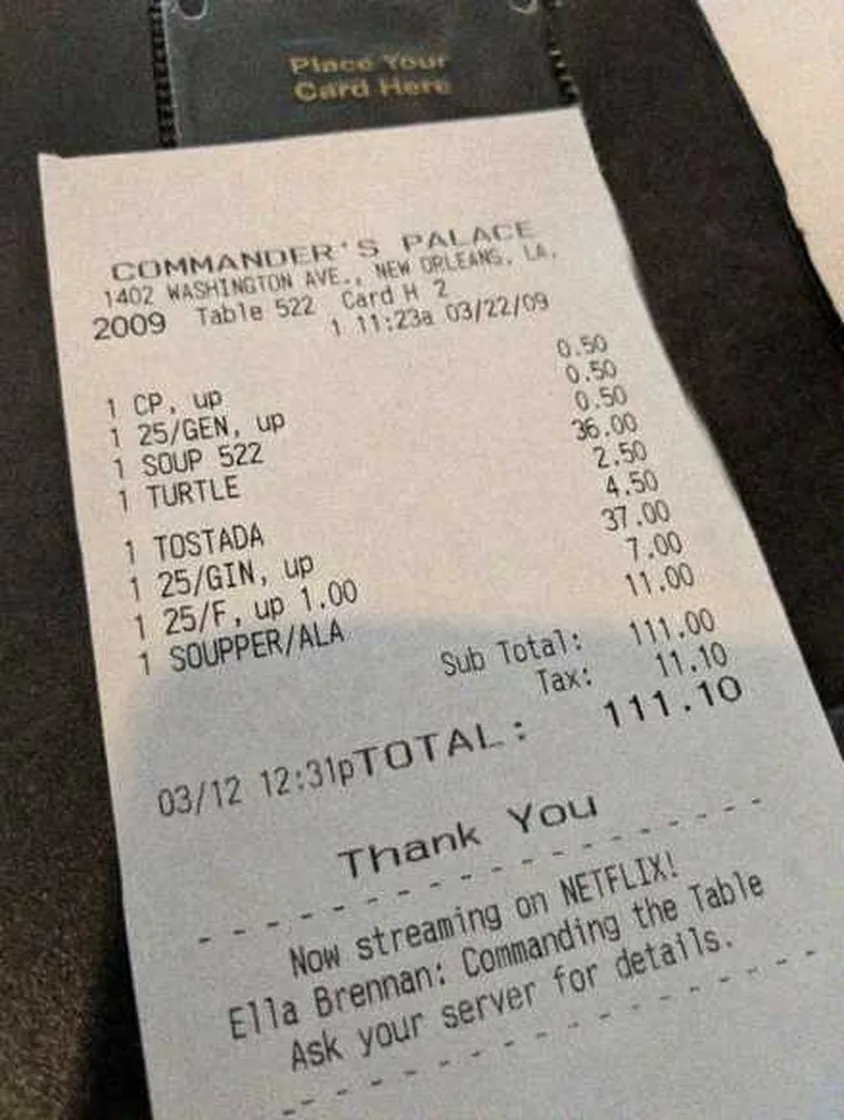 Place Your
Card Here
COMMANDER'S PALACE
1402 WASHINGTON AVE., NEW ORLEANS, LA,
2009 Table 522 Card H 2
1 11:23a 03/22/09
0.50
1 CP, up 0.50
1 25/GEN, up 0.50
1 SOUP 522 36.00
1 TURTLE 2.50
4.50
1 TOSTADA 37.00
1 25/GIN, up 7.00
1 25/F, up 1.00 11.00
1 SOUPPER/ALA
Sub Total: 111.00
Tax: 11.10
03/12 12:31pTOTAL: 111.10
Thank You
- - - - - - - - - - - - - - - - - -
Now streaming on NETFLIX!
Ella Brennan: Commanding the Table
Ask your server for details.
- - - - - - - - - - - - - - - - - -